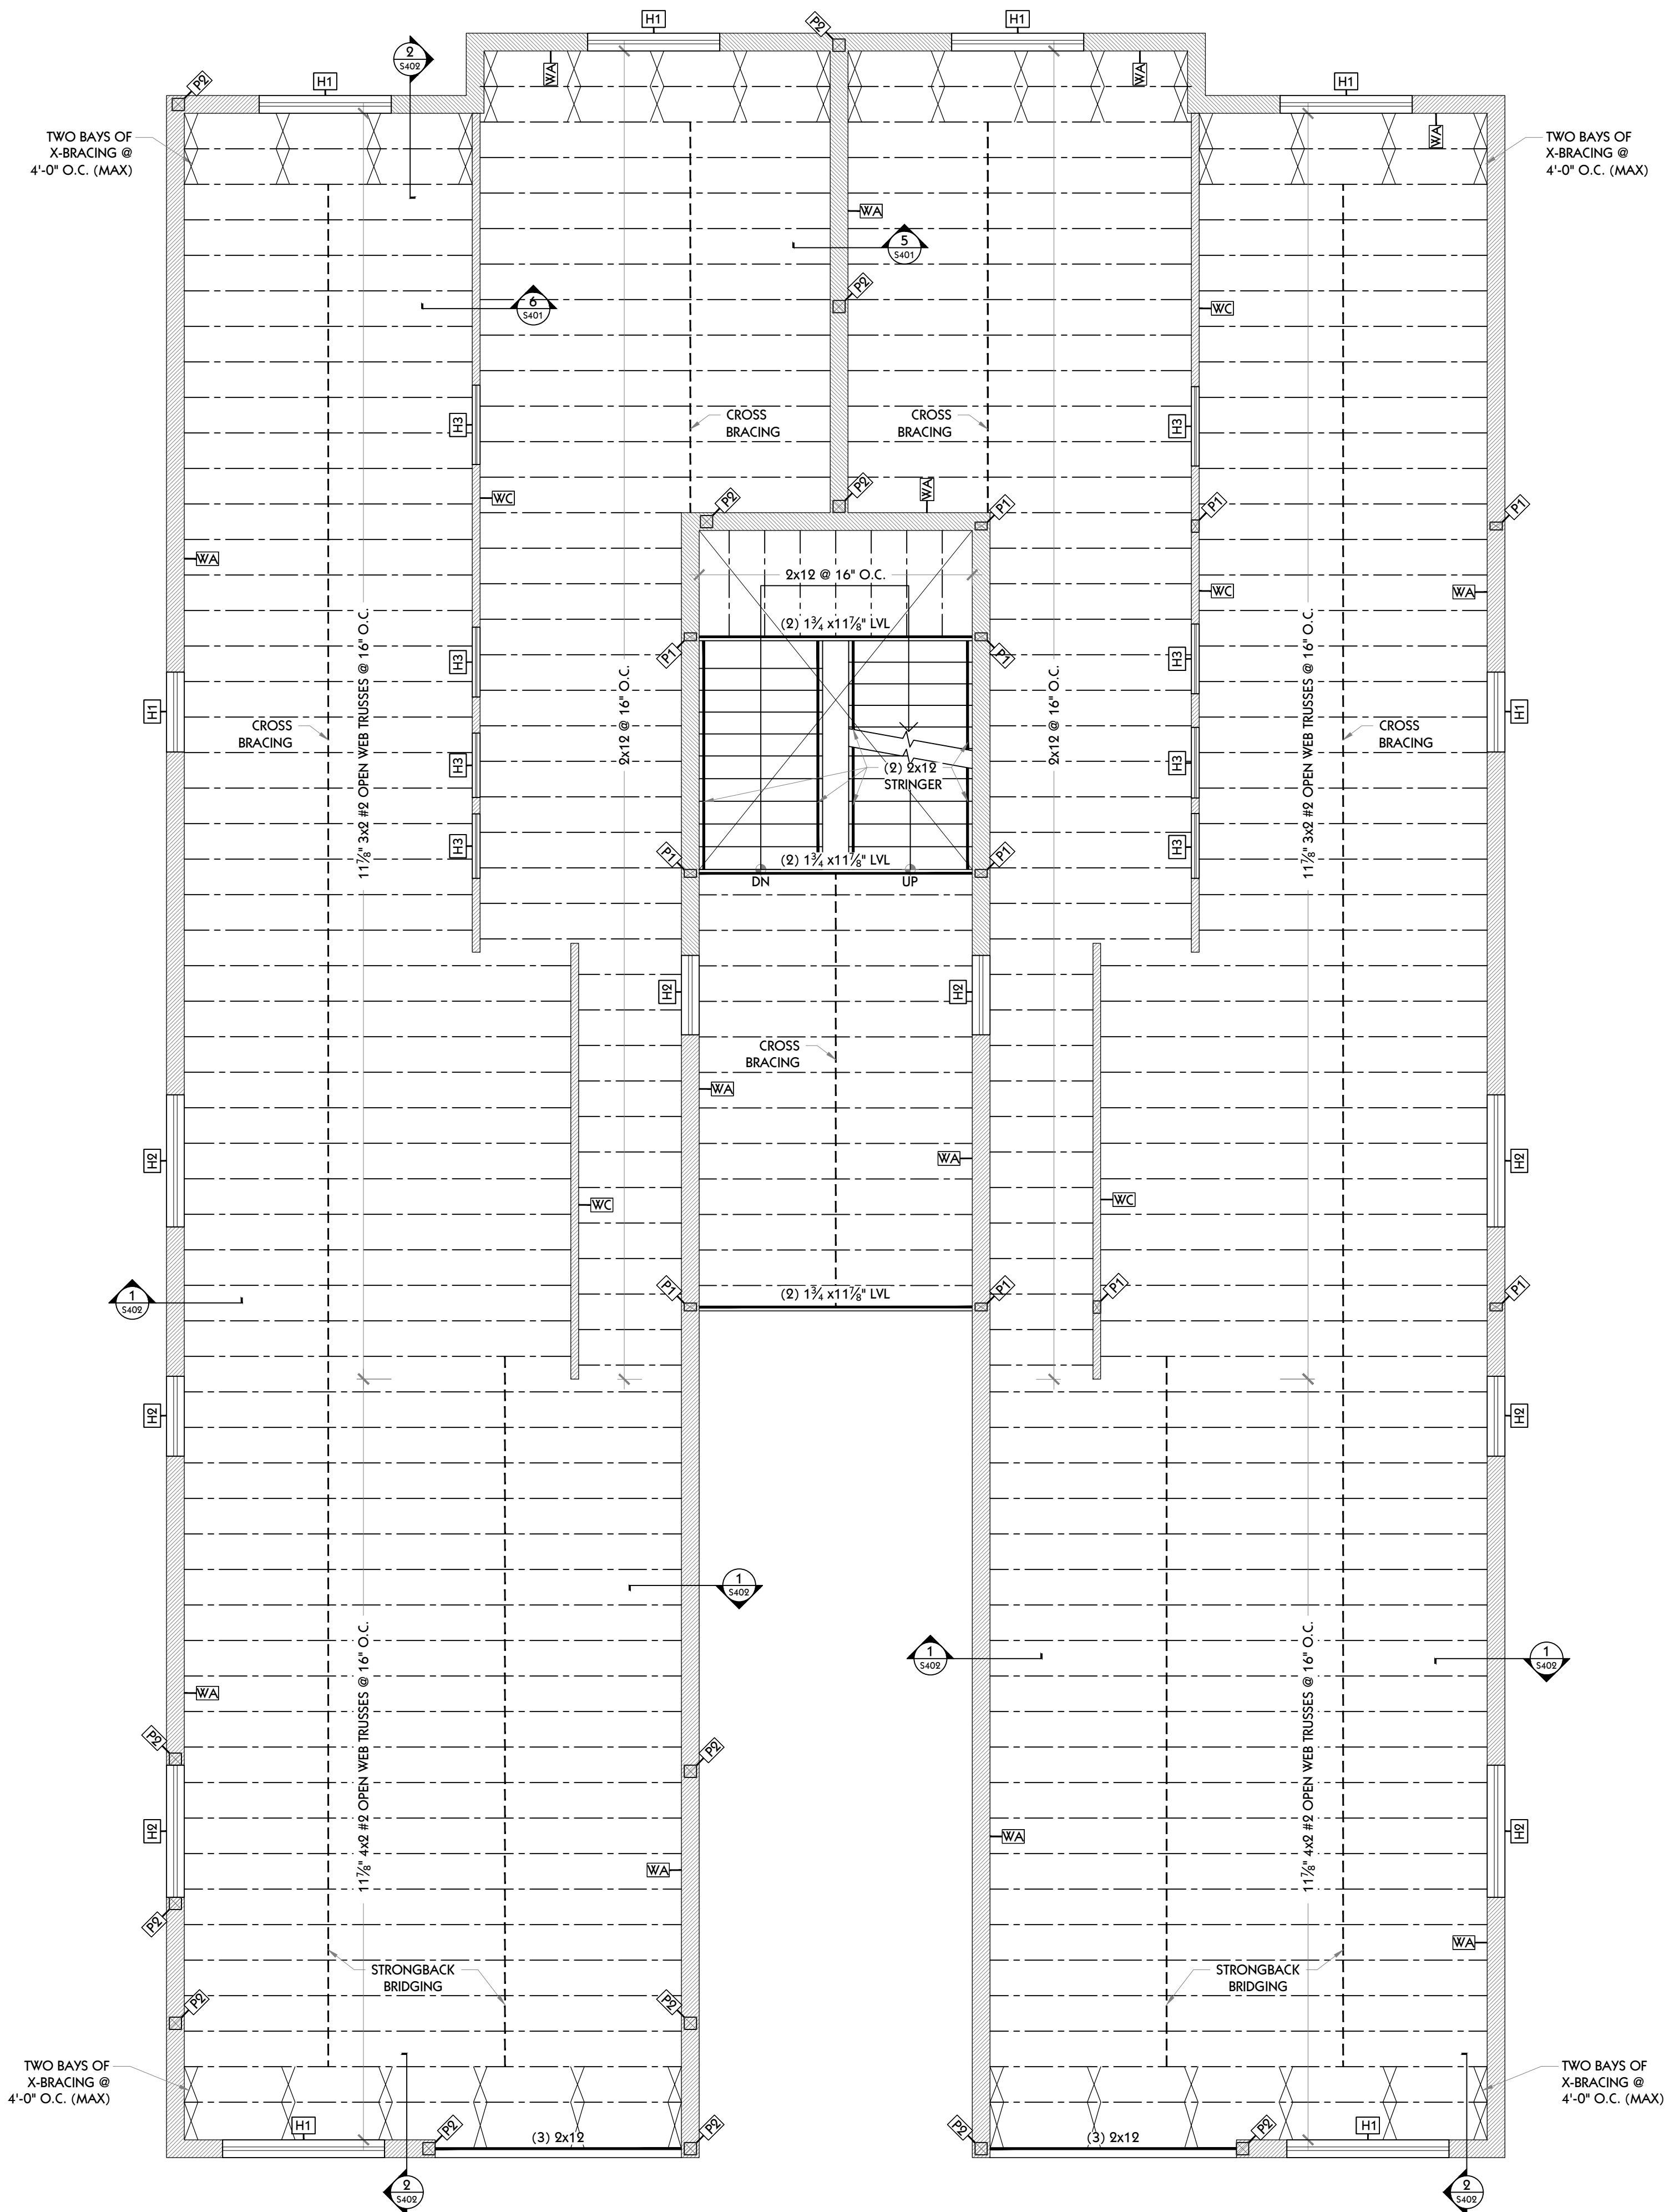 H1
P2
H1
2
S402
WA
WA
P2
H1
H1
WA
TWO BAYS OF
X-BRACING @
4'-0" O.C. (MAX)
TWO BAYS OF
X-BRACING @
4'-0" O.C. (MAX)
WA
5
S401
P2
6
S401
WC
H3
CROSS
BRACING
CROSS
BRACING
H3
WC
P2
P2
WA
P1
P1
P1
WA
2x12 @ 16" O.C.
WC
WA
(2) 1¾ x11⅞" LVL
P1
P1
H3
H3
11⅞" 3x2 #2 OPEN WEB TRUSSES @ 16" O.C.
2x12 @ 16" O.C.
2x12 @ 16" O.C.
11⅞" 3x2 #2 OPEN WEB TRUSSES @ 16" O.C.
H1
H1
CROSS
BRACING
CROSS
BRACING
H3
H3
(2) 2x12
STRINGER
H3
H3
P1
(2) 1¾ x11⅞" LVL
P1
DN
UP
H2
H2
CROSS
BRACING
WA
WA
H2
H2
WC
WC
1
S402
P1
(2) 1¾ x11⅞" LVL
P1
P1
P1
H2
H2
1
S402
1
S402
1
S402
11⅞" 4x2 #2 OPEN WEB TRUSSES @ 16" O.C.
11⅞" 4x2 #2 OPEN WEB TRUSSES @ 16" O.C.
WA
P2
P2
H2
H2
WA
WA
P2
WA
STRONGBACK
BRIDGING
STRONGBACK
BRIDGING
P2
P2
TWO BAYS OF
X-BRACING @
4'-0" O.C. (MAX)
TWO BAYS OF
X-BRACING @
4'-0" O.C. (MAX)
H1
P2
(3) 2x12
P2
P2
(3) 2x12
P2
H1
2
S402
2
S402